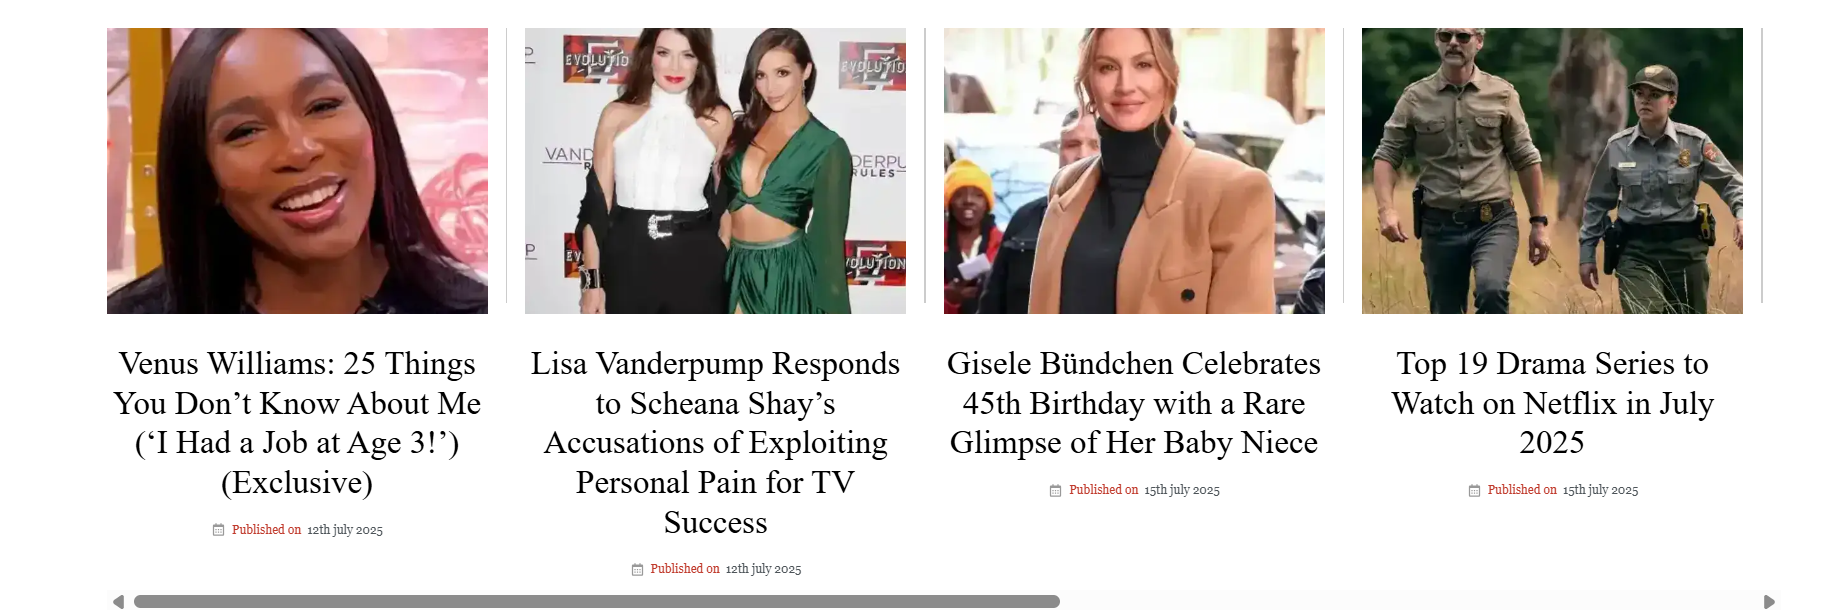 EVOLUTIO
EVOLUTIO
VAND
DERPU
RULES
EVOLUTION
Venus Williams: 25 Things
You Don’t Know About Me
(‘I Had a Job at Age 3!’)
(Exclusive)
Published on 12th july 2025
Lisa Vanderpump Responds
to Scheana Shay’s
Accusations of Exploiting
Personal Pain for TV
Success
Published on 12th july 2025
Gisele Bündchen Celebrates
45th Birthday with a Rare
Glimpse of Her Baby Niece
Published on 15th july 2025
Top 19 Drama Series to
Watch on Netflix in July
2025
Published on 15th july 2025